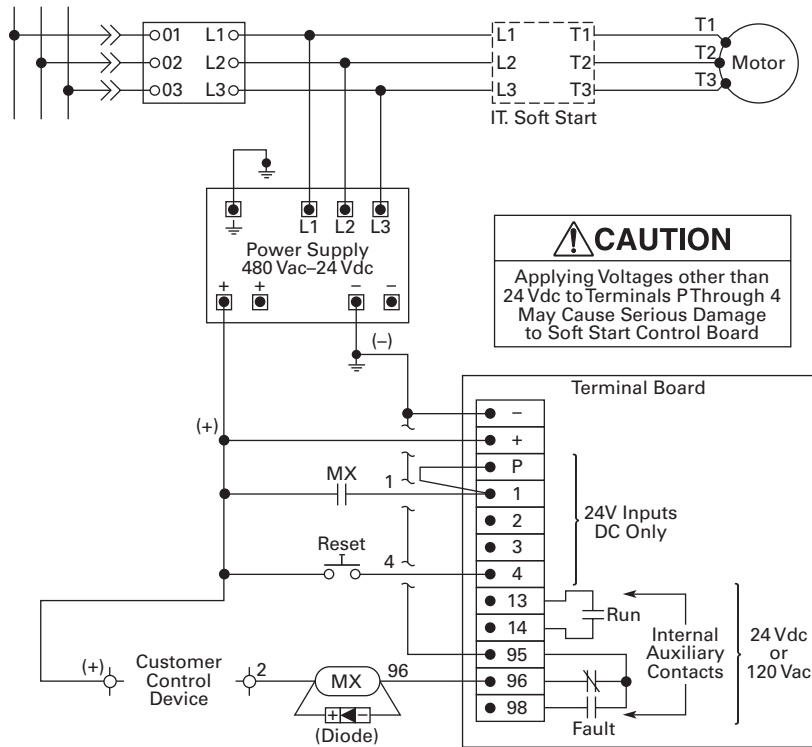 01 L1 L1 T1 T1
02 L2 L2 T2 T2 Motor
03 L3 L3 T3 T3
IT. Soft Start
L1 L2 L3
Power Supply
480 Vac–24 Vdc
+ + – –
(–)
CAUTION
Applying Voltages other than
24 Vdc to Terminals P Through 4
May Cause Serious Damage
to Soft Start Control Board
Terminal Board
–
(+) +
P
MX 1 1
2
24V Inputs
DC Only
3
Reset 4 4
13
Run
14
Internal
Auxiliary
Contacts
24 Vdc
or
120 Vac
95
(+) Customer
Control
Device
2 MX 96 96
+ –
(Diode)
98
Fault